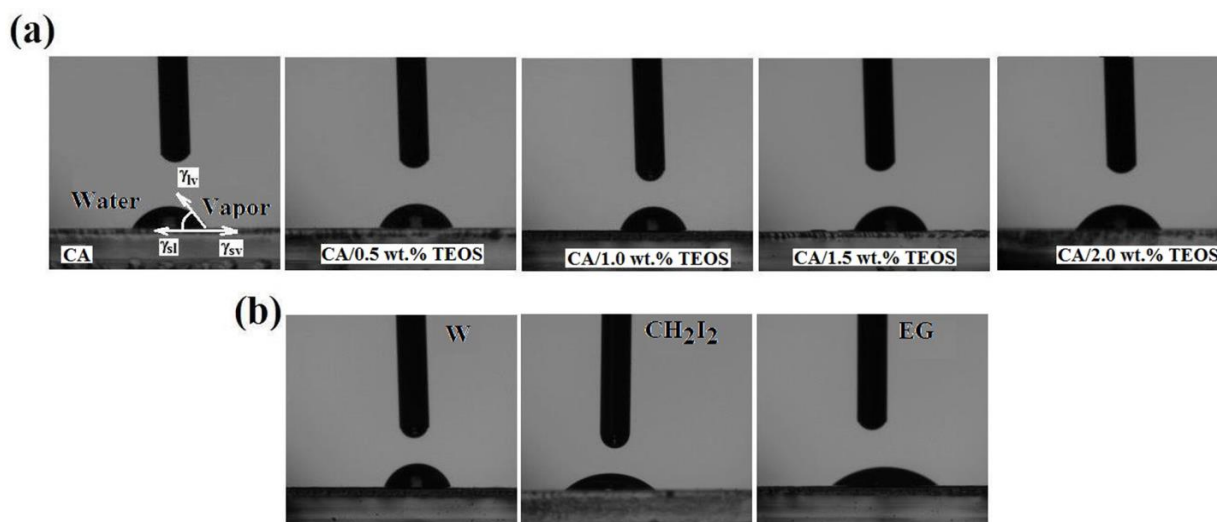 (a)
γlv
Water
Vapor
γsl
γsv
CA
CA/0.5 wt.% TEOS
CA/1.0 wt.% TEOS
CA/1.5 wt.% TEOS
CA/2.0 wt.% TEOS
(b)
W
CH₂I₂
EG